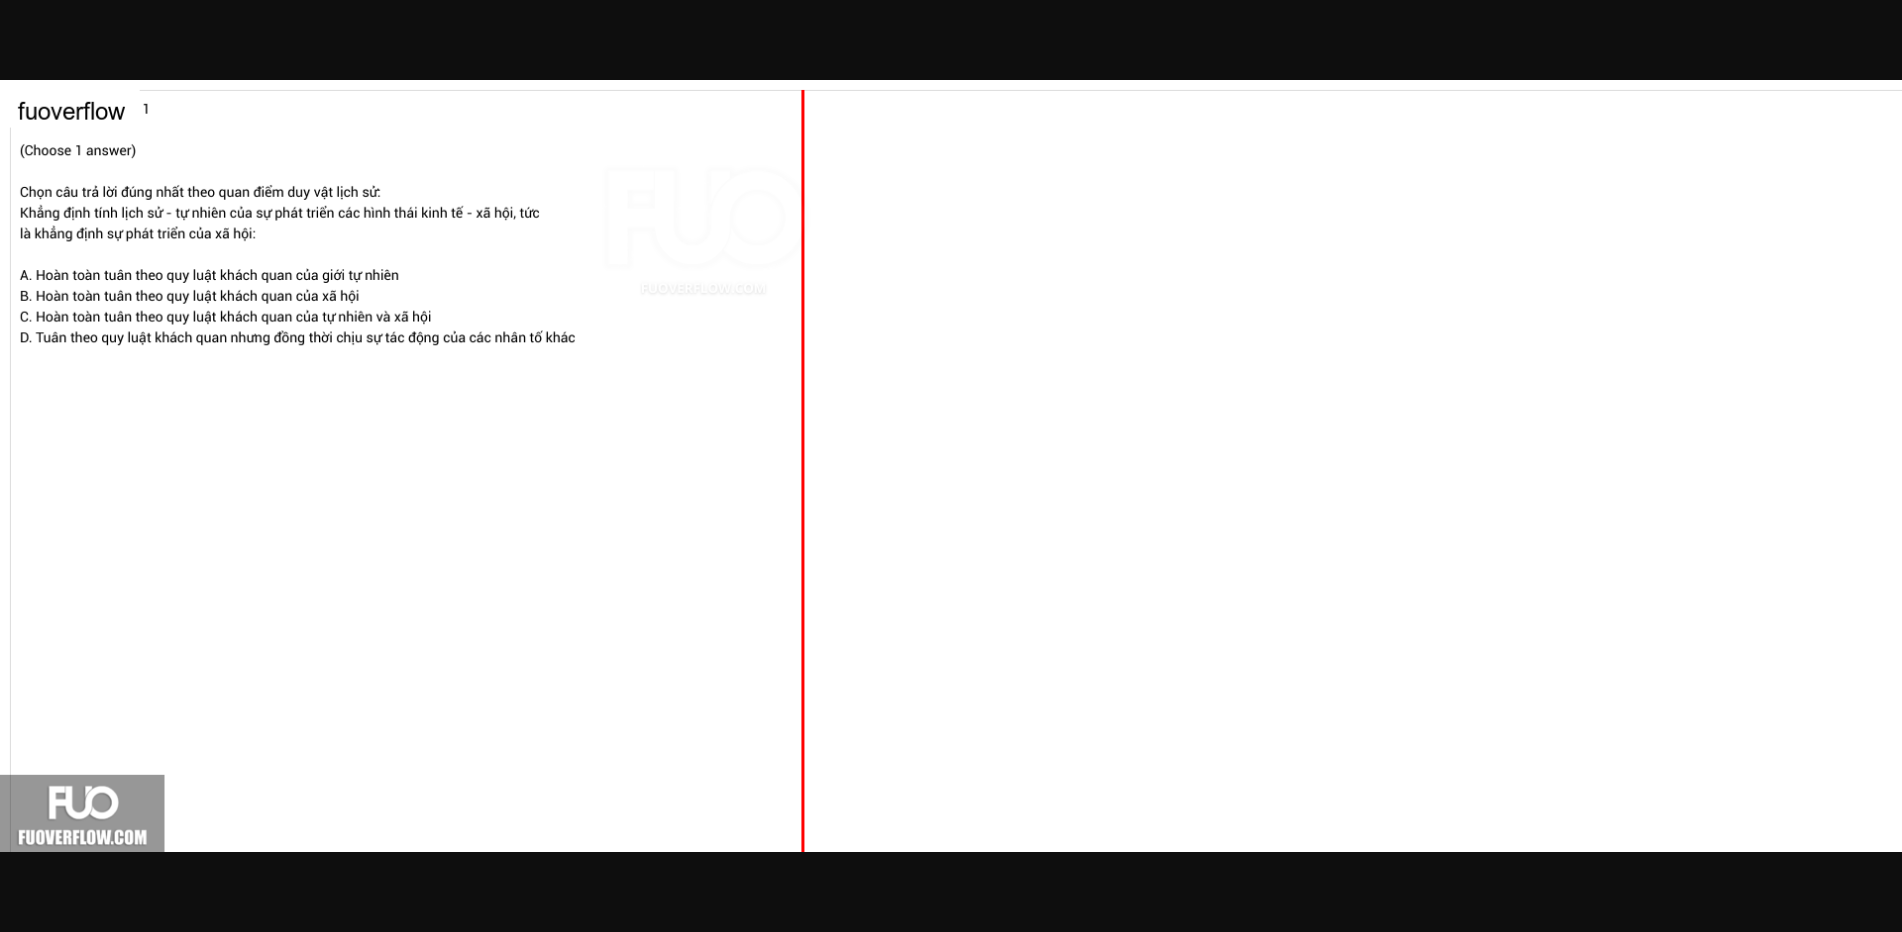 fuoverflow 1
(Choose 1 answer)
Chọn câu trả lời đúng nhất theo quan điểm duy vật lịch sử:
Khẳng định tính lịch sử - tự nhiên của sự phát triển các hình thái kinh tế - xã hội, tức
là khẳng định sự phát triển của xã hội:
A. Hoàn toàn tuân theo quy luật khách quan của giới tự nhiên
B. Hoàn toàn tuân theo quy luật khách quan của xã hội
C. Hoàn toàn tuân theo quy luật khách quan của tự nhiên và xã hội
D. Tuân theo quy luật khách quan nhưng đồng thời chịu sự tác động của các nhân tố khác
FUO
FUOVERFLOW.COM
FUO
FUOVERFLOW.COM